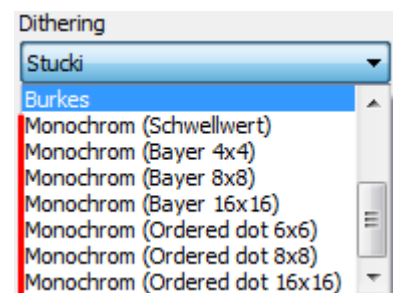 Dithering
Stucki
Burkes
Monochrom (Schwellwert)
Monochrom (Bayer 4x4)
Monochrom (Bayer 8x8)
Monochrom (Bayer 16x16)
Monochrom (Ordered dot 6x6)
Monochrom (Ordered dot 8x8)
Monochrom (Ordered dot 16x16)